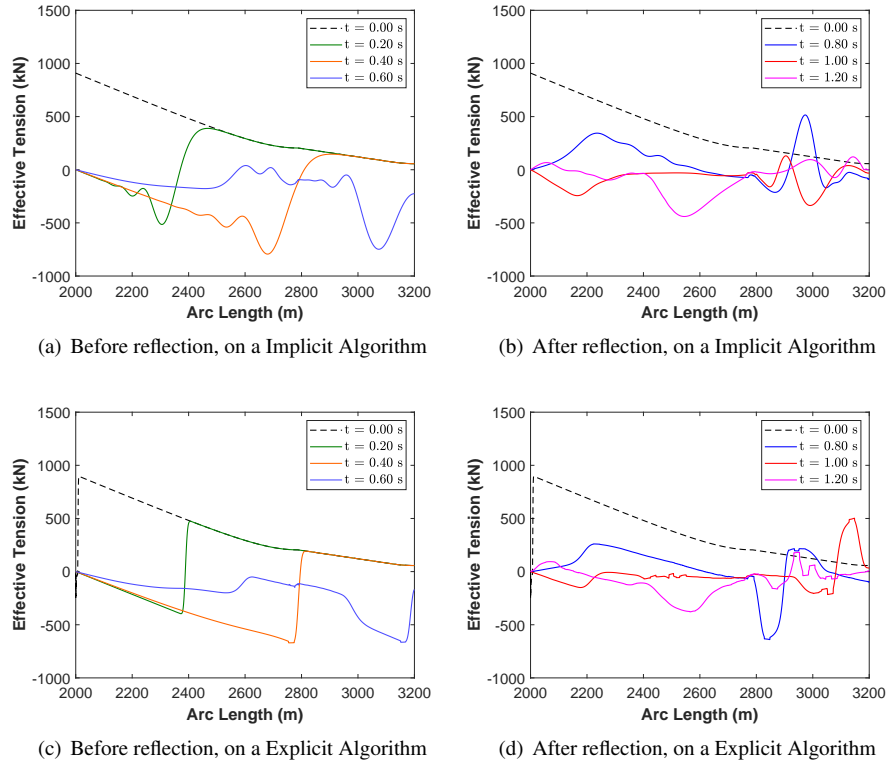 1500
1000
500
0
-500
-1000
2000
2200
2400
2600
2800
3000
3200
Effective Tension (kN)
Arc Length (m)
t = 0.00 s
t = 0.20 s
t = 0.40 s
t = 0.60 s
(a) Before reflection, on a Implicit Algorithm
1500
1000
500
0
-500
-1000
2000
2200
2400
2600
2800
3000
3200
Effective Tension (kN)
Arc Length (m)
t = 0.00 s
t = 0.80 s
t = 1.00 s
t = 1.20 s
(b) After reflection, on a Implicit Algorithm
1500
1000
500
0
-500
-1000
2000
2200
2400
2600
2800
3000
3200
Effective Tension (kN)
Arc Length (m)
t = 0.00 s
t = 0.20 s
t = 0.40 s
t = 0.60 s
(c) Before reflection, on a Explicit Algorithm
1500
1000
500
0
-500
-1000
2000
2200
2400
2600
2800
3000
3200
Effective Tension (kN)
Arc Length (m)
t = 0.00 s
t = 0.80 s
t = 1.00 s
t = 1.20 s
(d) After reflection, on a Explicit Algorithm